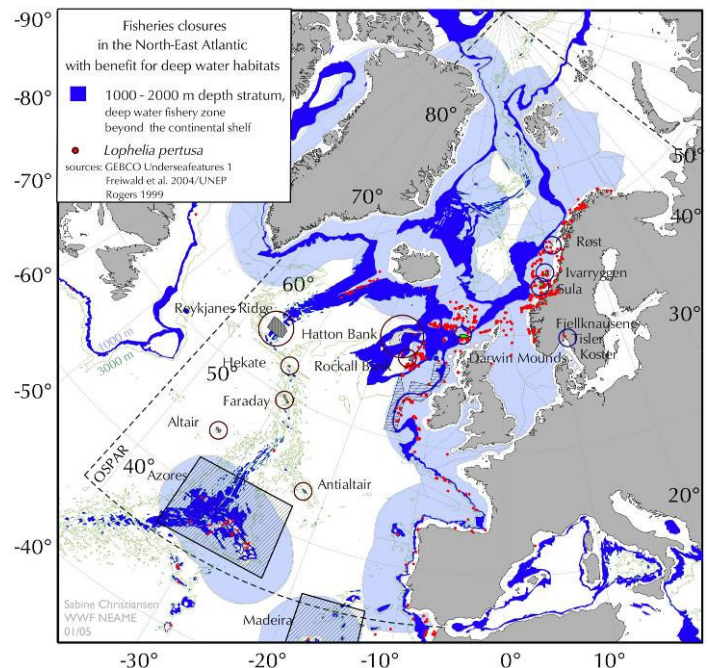 Fisheries closures
in the North-East Atlantic
with benefit for deep water habitats
1000 - 2000 m depth stratum,
deep water fishery zone
beyond the continental shelf
Lophelia pertusa
sources: GEBCO Underseafeatures 1
Freiwald et al. 2004/UNEP
Rogers 1999
-90°
-80°
-70°
-60°
-50°
-40°
-30°
-20°
-10°
0°
10°
20°
30°
40°
50°
80°
70°
60°
50°
40°
Røst
Ivarryggen
Sula
Fjellknausene
Tisler
Koster
Reykjanes Ridge
Hatton Bank
Rockall Bank
Darwin Mounds
Hekate
Faraday
Altair
Antialtair
OSPAR
Azores
Madeira
1000 m
3000 m
Sabine Christiansen
WWF NEAME
01/05